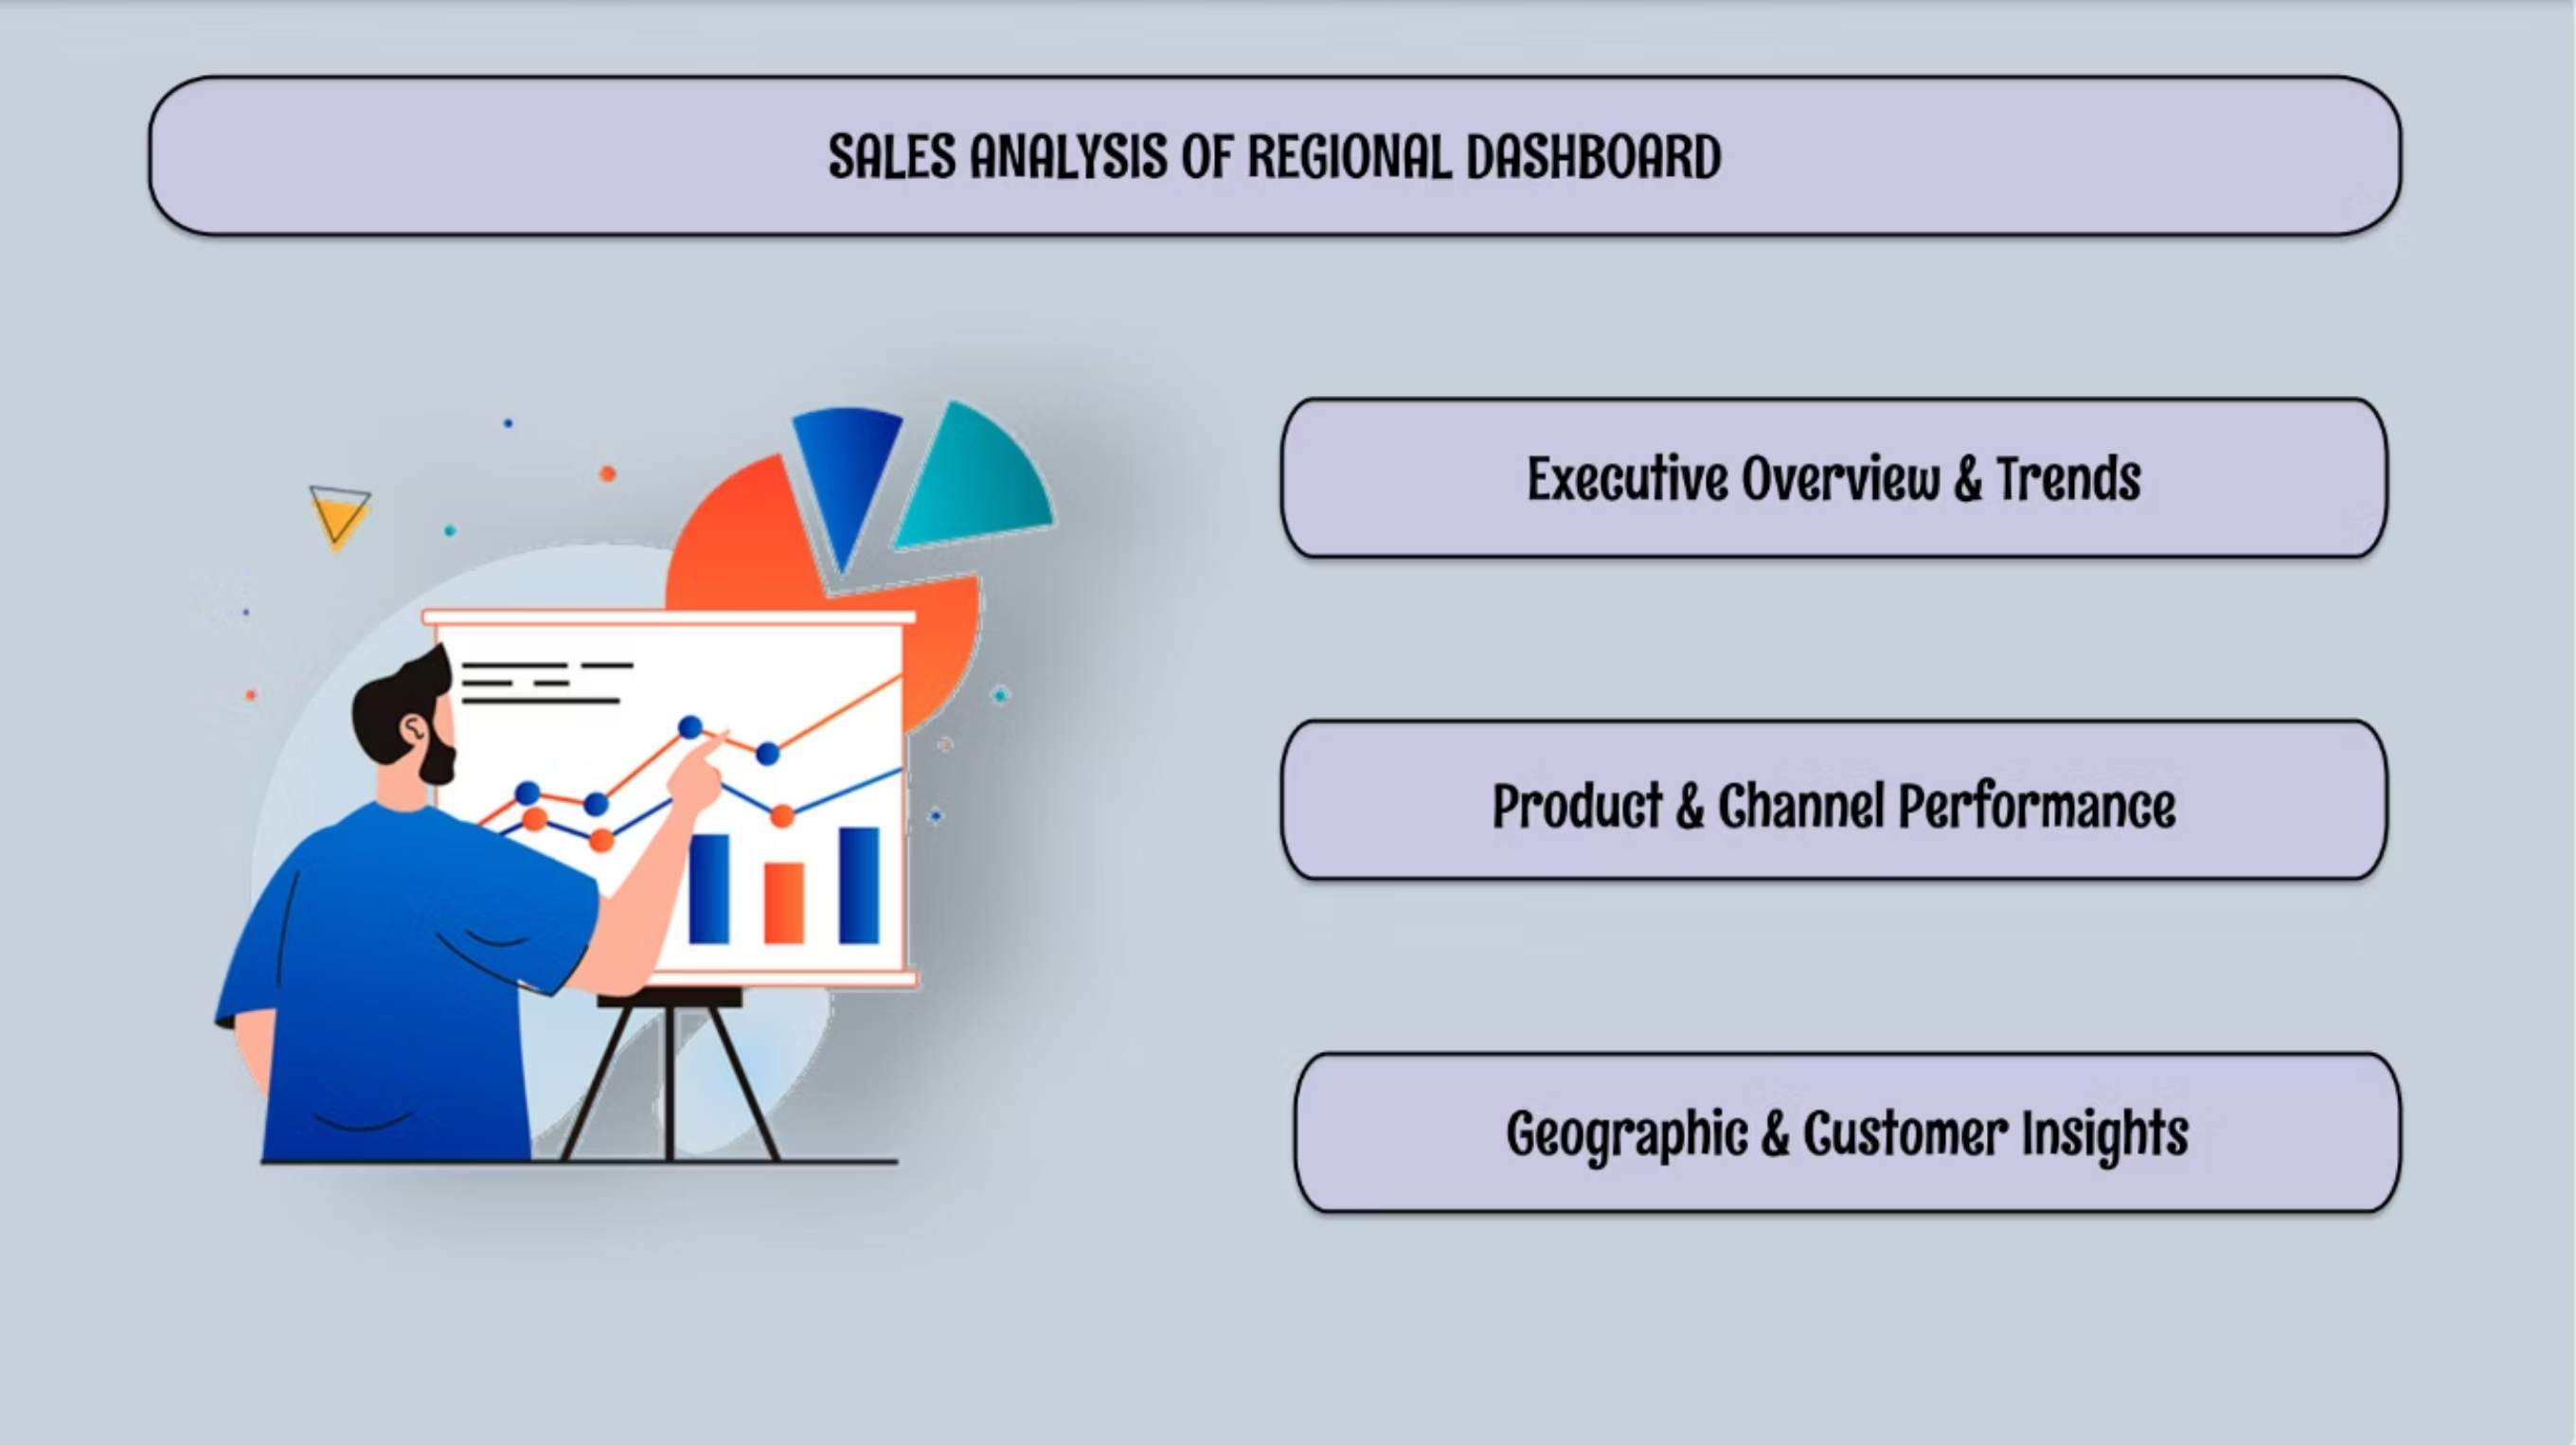 SALES ANALYSIS OF REGIONAL DASHBOARD
Executive Overview & Trends
Product & Channel Performance
Geographic & Customer Insights